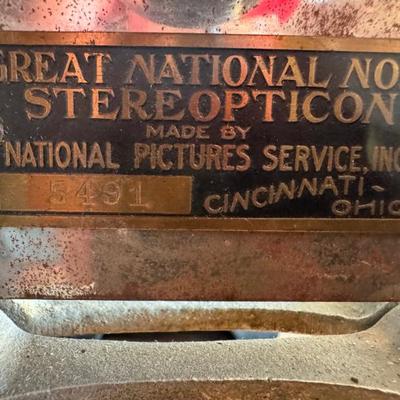 GREAT NATIONAL NO.
STEREOPTICON
MADE BY
NATIONAL PICTURES SERVICE, INC
5491 CINCINNATI-
OHIO